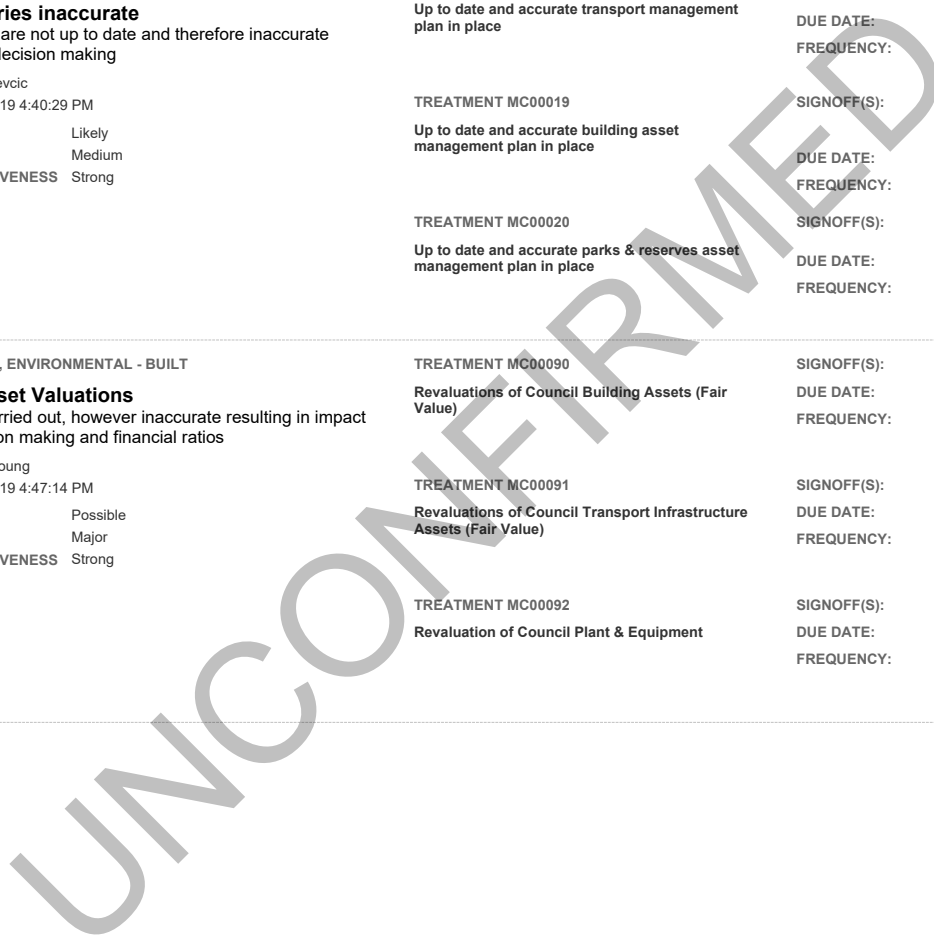 ries inaccurate
are not up to date and therefore inaccurate
decision making
evcic
19 4:40:29 PM
Likely
Medium
VENESS Strong
Up to date and accurate transport management
plan in place
DUE DATE:
FREQUENCY:
TREATMENT MC00019
SIGNOFF(S):
Up to date and accurate building asset
management plan in place
DUE DATE:
FREQUENCY:
TREATMENT MC00020
SIGNOFF(S):
Up to date and accurate parks & reserves asset
management plan in place
DUE DATE:
FREQUENCY:
, ENVIRONMENTAL - BUILT
set Valuations
rried out, however inaccurate resulting in impact
on making and financial ratios
oung
19 4:47:14 PM
Possible
Major
VENESS Strong
TREATMENT MC00090
SIGNOFF(S):
Revaluations of Council Building Assets (Fair
Value)
DUE DATE:
FREQUENCY:
TREATMENT MC00091
SIGNOFF(S):
Revaluations of Council Transport Infrastructure
Assets (Fair Value)
DUE DATE:
FREQUENCY:
TREATMENT MC00092
SIGNOFF(S):
Revaluation of Council Plant & Equipment
DUE DATE:
FREQUENCY:
UNCONFIRMED